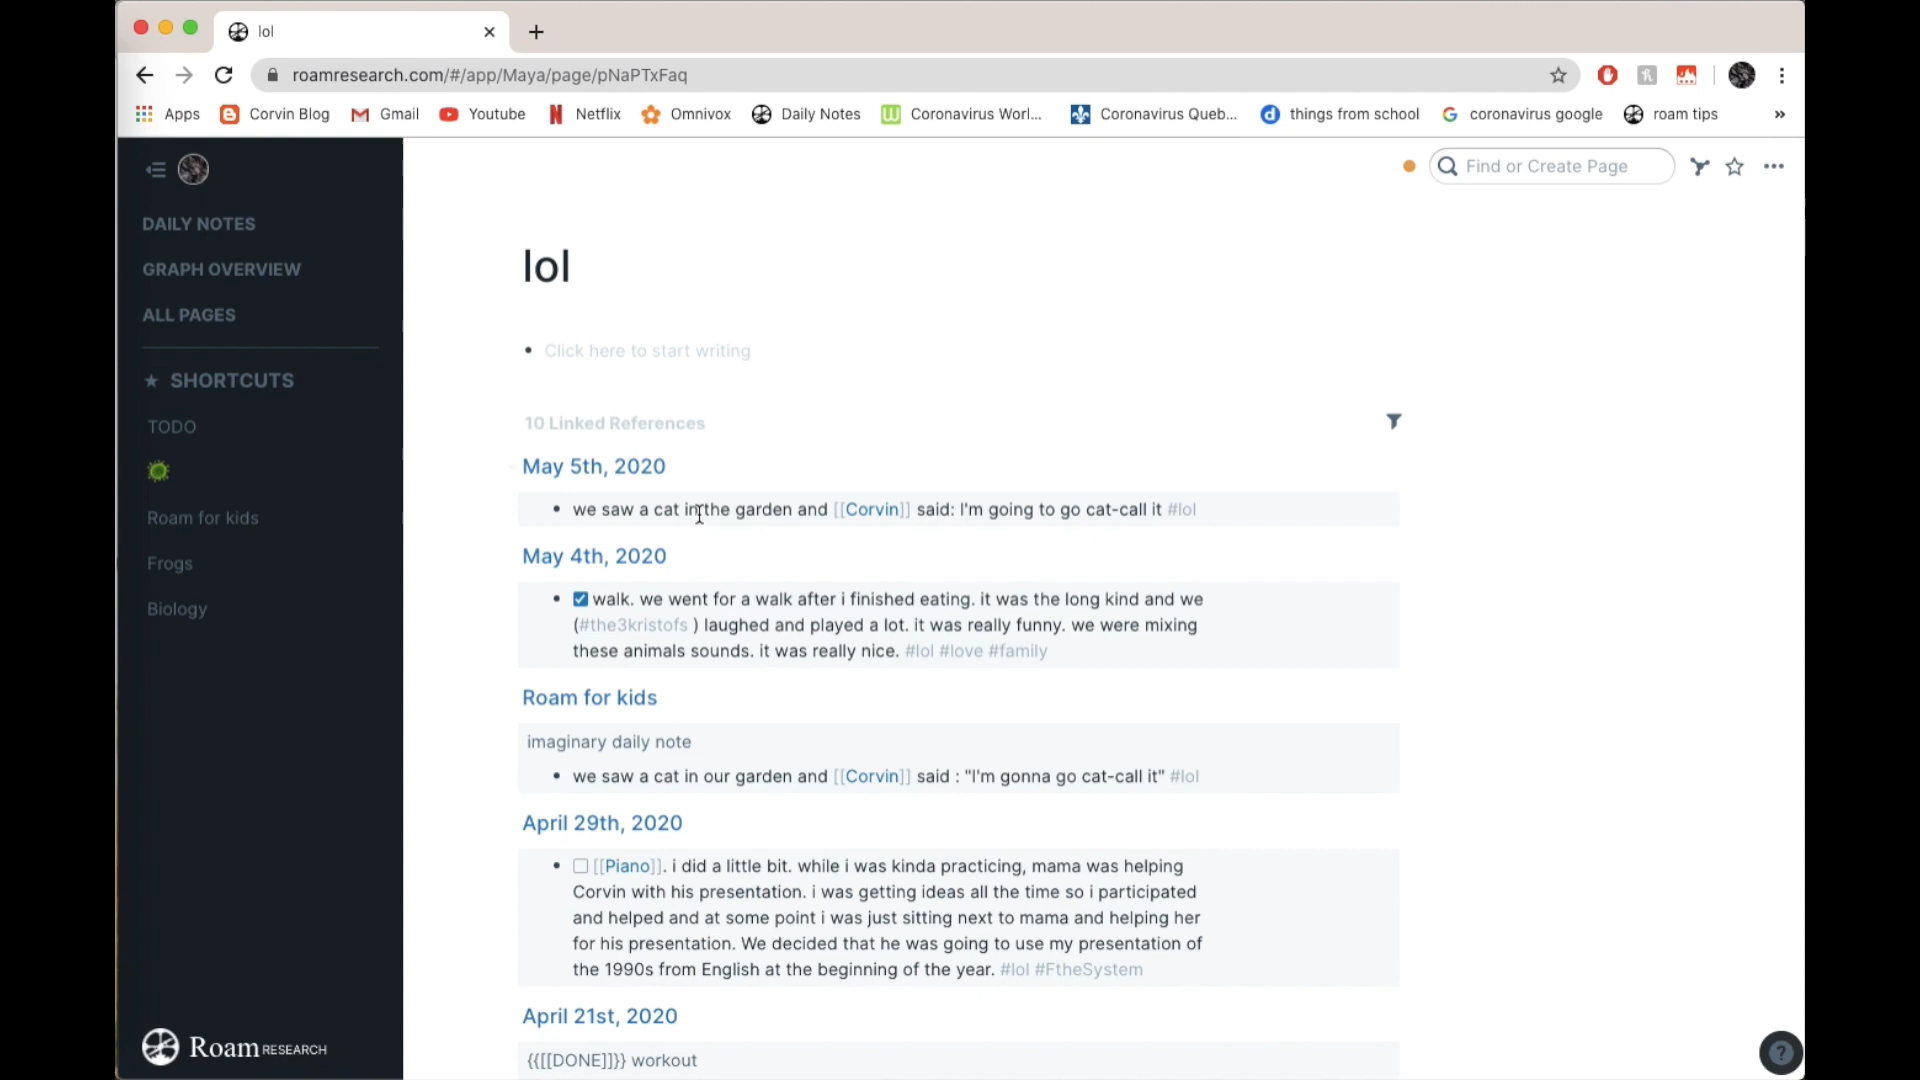 lol
roamresearch.com/#/app/Maya/page/pNaPTxFaq
Apps Corvin Blog Gmail Youtube Netflix Omnivox Daily Notes Coronavirus Worl... Coronavirus Queb... things from school coronavirus google roam tips »
Find or Create Page
DAILY NOTES
GRAPH OVERVIEW
ALL PAGES
SHORTCUTS
TODO
Roam for kids
Frogs
Biology
Roam RESEARCH
lol
Click here to start writing
10 Linked References
May 5th, 2020
we saw a cat in the garden and [[Corvin]] said: I'm going to go cat-call it #lol
May 4th, 2020
walk. we went for a walk after i finished eating. it was the long kind and we
(#the3kristofs ) laughed and played a lot. it was really funny. we were mixing
these animals sounds. it was really nice. #lol #love #family
Roam for kids
imaginary daily note
we saw a cat in our garden and [[Corvin]] said : "I'm gonna go cat-call it" #lol
April 29th, 2020
[[Piano]]. i did a little bit. while i was kinda practicing, mama was helping
Corvin with his presentation. i was getting ideas all the time so i participated
and helped and at some point i was just sitting next to mama and helping her
for his presentation. We decided that he was going to use my presentation of
the 1990s from English at the beginning of the year. #lol #FtheSystem
April 21st, 2020
{{[[DONE]]}} workout
?